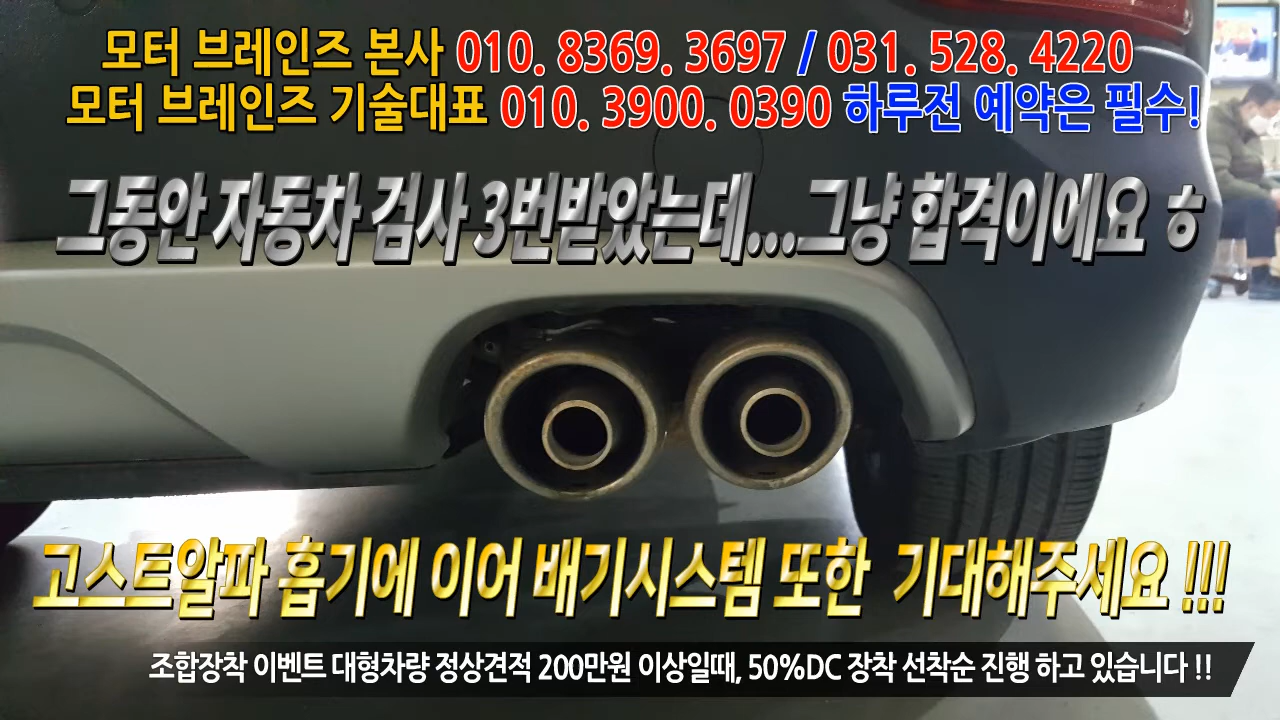 모터 브레인즈 본사 010. 8369. 3697 / 031. 528. 4220
모터 브레인즈 기술대표 010. 3900. 0390 하루전 예약은 필수!
그동안 자동차 검사 3번받았는데...그냥 합격이에요 ㅎ
고스트알파 흡기에 이어 배기시스템 또한 기대해주세요 !!!
조합장착 이벤트 대형차량 정상견적 200만원 이상일때, 50%DC 장착 선착순 진행 하고 있습니다 !!